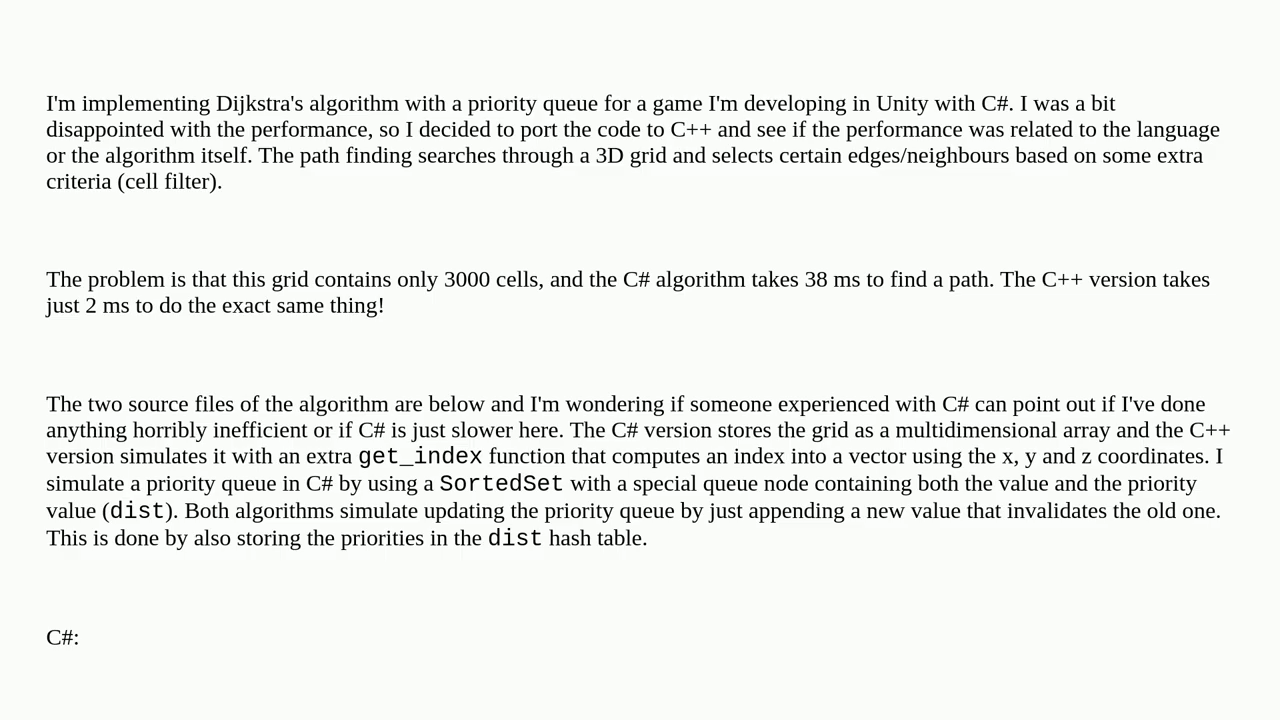 I'm implementing Dijkstra's algorithm with a priority queue for a game I'm developing in Unity with C#. I was a bit
disappointed with the performance, so I decided to port the code to C++ and see if the performance was related to the language
or the algorithm itself. The path finding searches through a 3D grid and selects certain edges/neighbours based on some extra
criteria (cell filter).
The problem is that this grid contains only 3000 cells, and the C# algorithm takes 38 ms to find a path. The C++ version takes
just 2 ms to do the exact same thing!
The two source files of the algorithm are below and I'm wondering if someone experienced with C# can point out if I've done
anything horribly inefficient or if C# is just slower here. The C# version stores the grid as a multidimensional array and the C++
version simulates it with an extra get_index function that computes an index into a vector using the x, y and z coordinates. I
simulate a priority queue in C# by using a SortedSet with a special queue node containing both the value and the priority
value (dist). Both algorithms simulate updating the priority queue by just appending a new value that invalidates the old one.
This is done by also storing the priorities in the dist hash table.
C#: